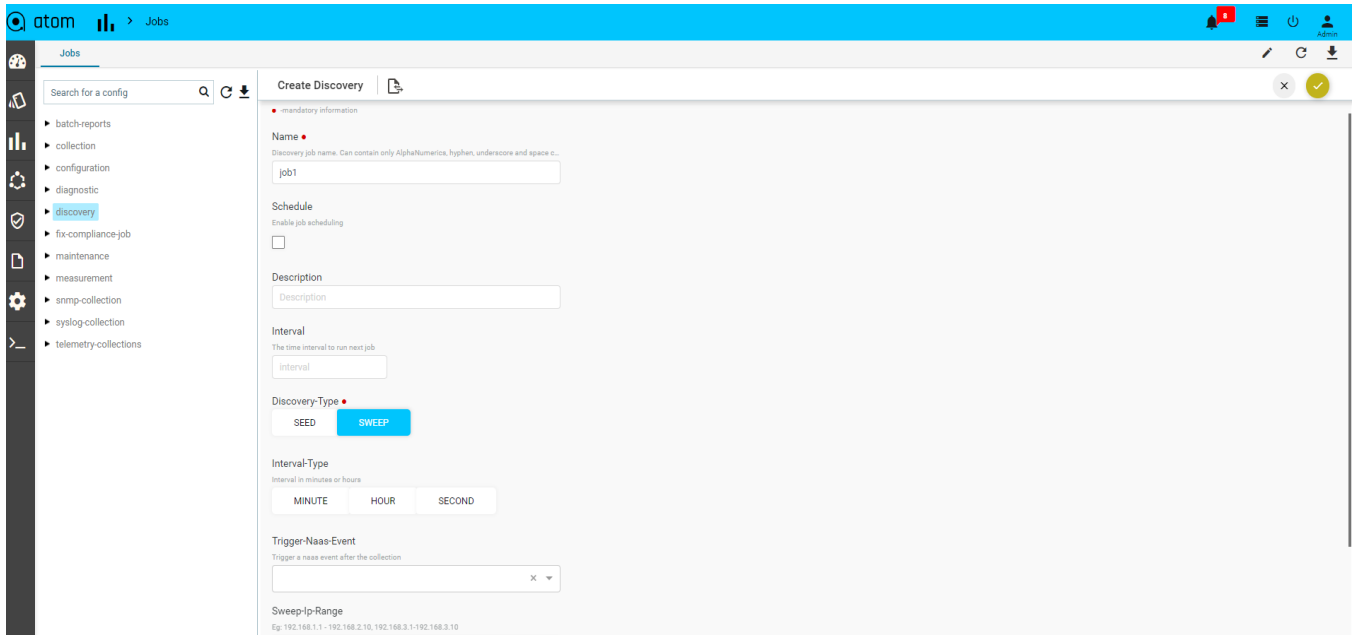 atom
Jobs
8
Admin
Jobs
Search for a config
batch-reports
collection
configuration
diagnostic
discovery
fix-compliance-job
maintenance
measurement
snmp-collection
syslog-collection
telemetry-collections
Create Discovery
-mandatory information
Name
Discovery job name. Can contain only AlphaNumerics, hyphen, underscore and space c...
job1
Schedule
Enable job scheduling
Description
Description
Interval
The time interval to run next job
interval
Discovery-Type
SEED SWEEP
Interval-Type
Interval in minutes or hours
MINUTE HOUR SECOND
Trigger-Naas-Event
Trigger a naas event after the collection
Sweep-Ip-Range
Eg: 192.168.1.1 - 192.168.2.10, 192.168.3.1-192.168.3.10